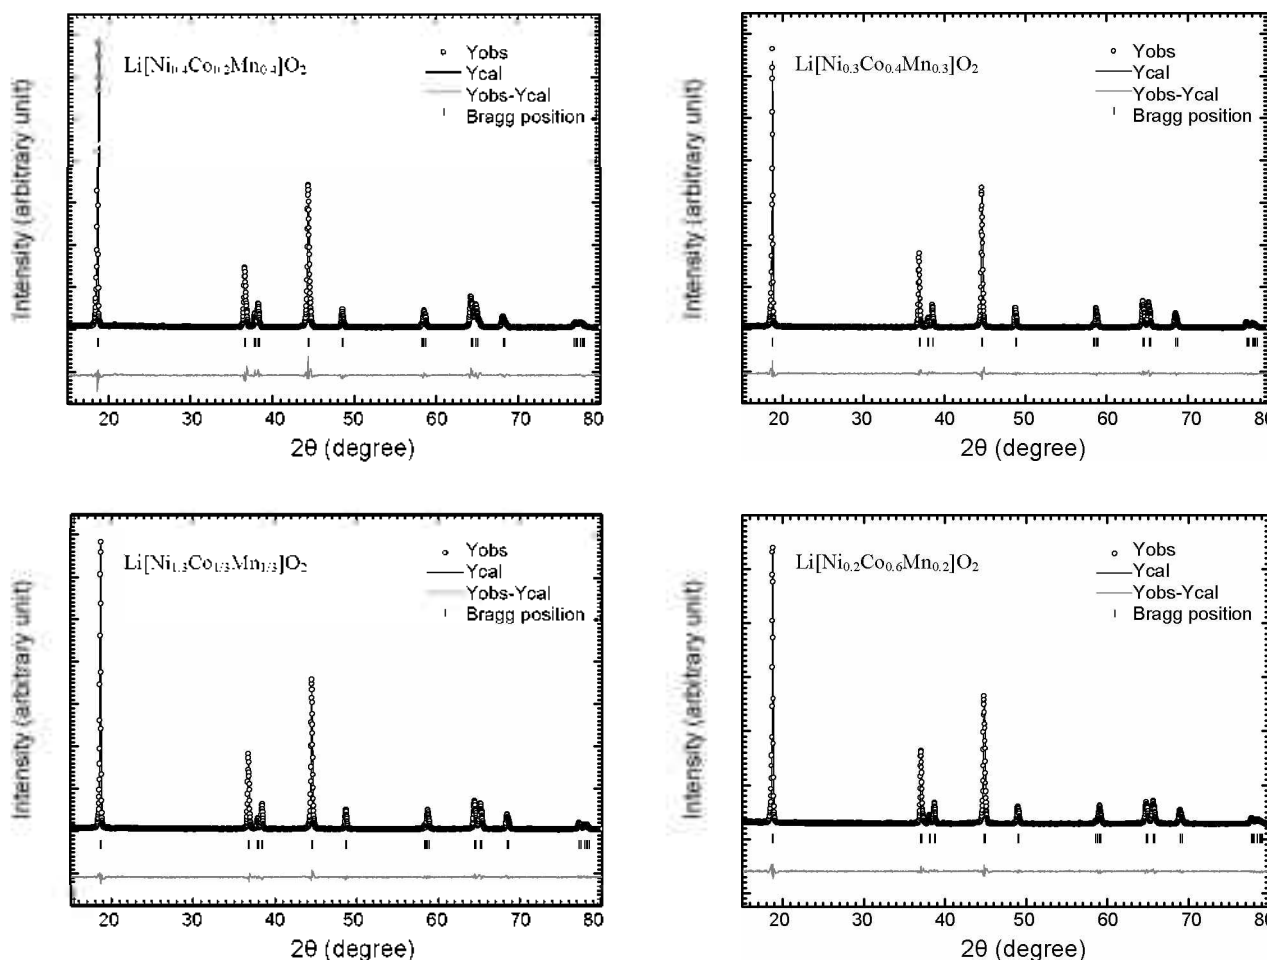 Intensity (arbitrary unit)
Li[Ni0.4Co0.2Mn0.4]O2
Yobs
Ycal
Yobs-Ycal
Bragg position
20 30 40 50 60 70 80
2θ (degree)
Intensity (arbitrary unit)
Li[Ni0.3Co0.4Mn0.3]O2
Yobs
Ycal
Yobs-Ycal
Bragg position
20 30 40 50 60 70 80
2θ (degree)
Intensity (arbitrary unit)
Li[Ni1/3Co1/3Mn1/3]O2
Yobs
Ycal
Yobs-Ycal
Bragg position
20 30 40 50 60 70 80
2θ (degree)
Intensity (arbitrary unit)
Li[Ni0.2Co0.6Mn0.2]O2
Yobs
Ycal
Yobs-Ycal
Bragg position
20 30 40 50 60 70 80
2θ (degree)